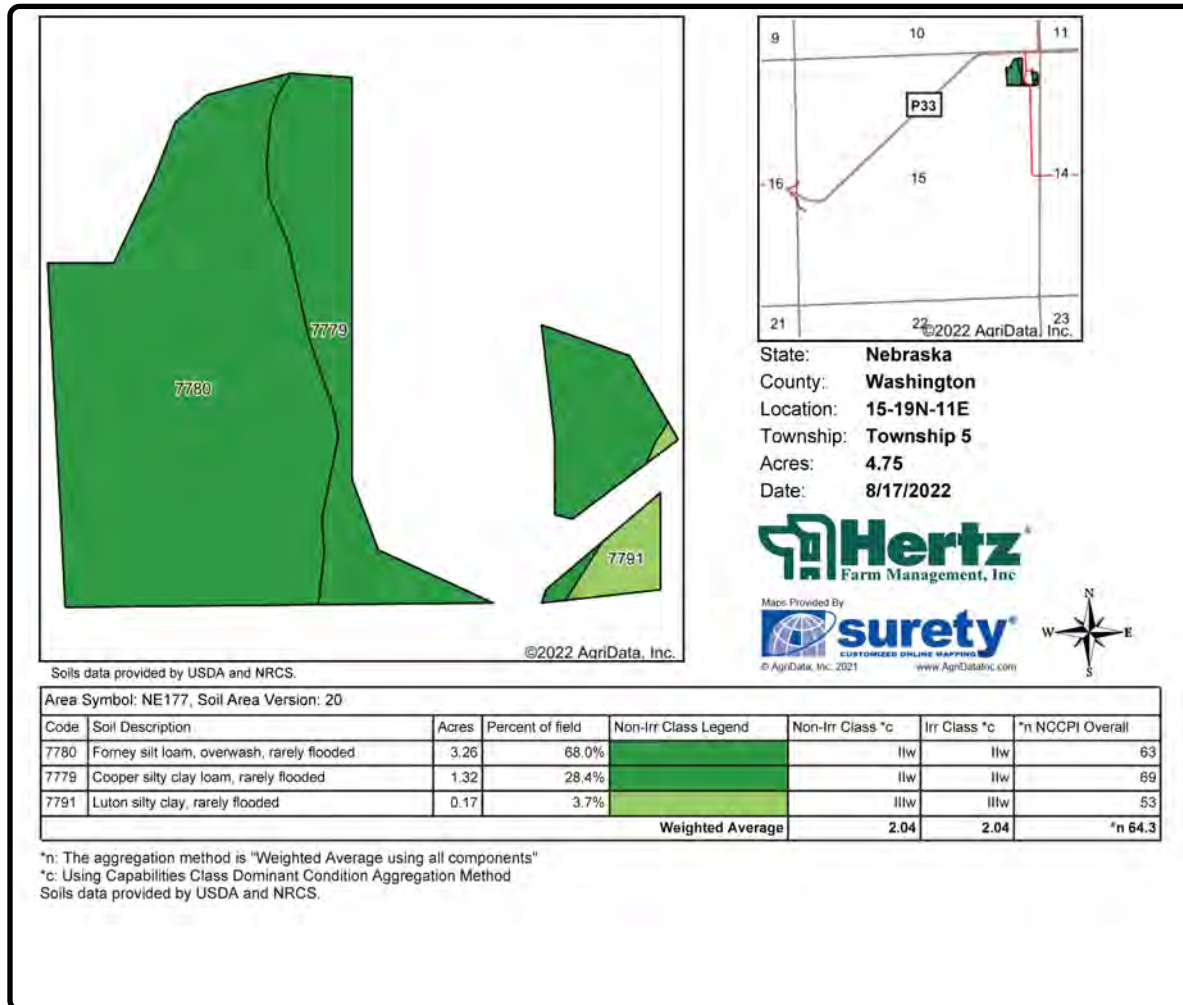 7780
7779
7791
©2022 AgriData, Inc.
Soils data provided by USDA and NRCS.
9
10
11
P33
16
15
14
21
22
23
©2022 AgriData, Inc.
State: Nebraska
County: Washington
Location: 15-19N-11E
Township: Township 5
Acres: 4.75
Date: 8/17/2022
Hertz®
Farm Management, Inc
Maps Provided By
surety®
CUSTOMIZED ONLINE MAPPING
© AgriData, Inc. 2021 www.AgriDataInc.com
N
W E
S
Area Symbol: NE177, Soil Area Version: 20
Code Soil Description Acres Percent of field Non-Irr Class Legend Non-Irr Class *c Irr Class *c *n NCCPI Overall
7780 Forney silt loam, overwash, rarely flooded 3.26 68.0% IIw IIw 63
7779 Cooper silty clay loam, rarely flooded 1.32 28.4% IIw IIw 69
7791 Luton silty clay, rarely flooded 0.17 3.7% IIIw IIIw 53
Weighted Average 2.04 2.04 *n 64.3
*n: The aggregation method is "Weighted Average using all components"
*c: Using Capabilities Class Dominant Condition Aggregation Method
Soils data provided by USDA and NRCS.